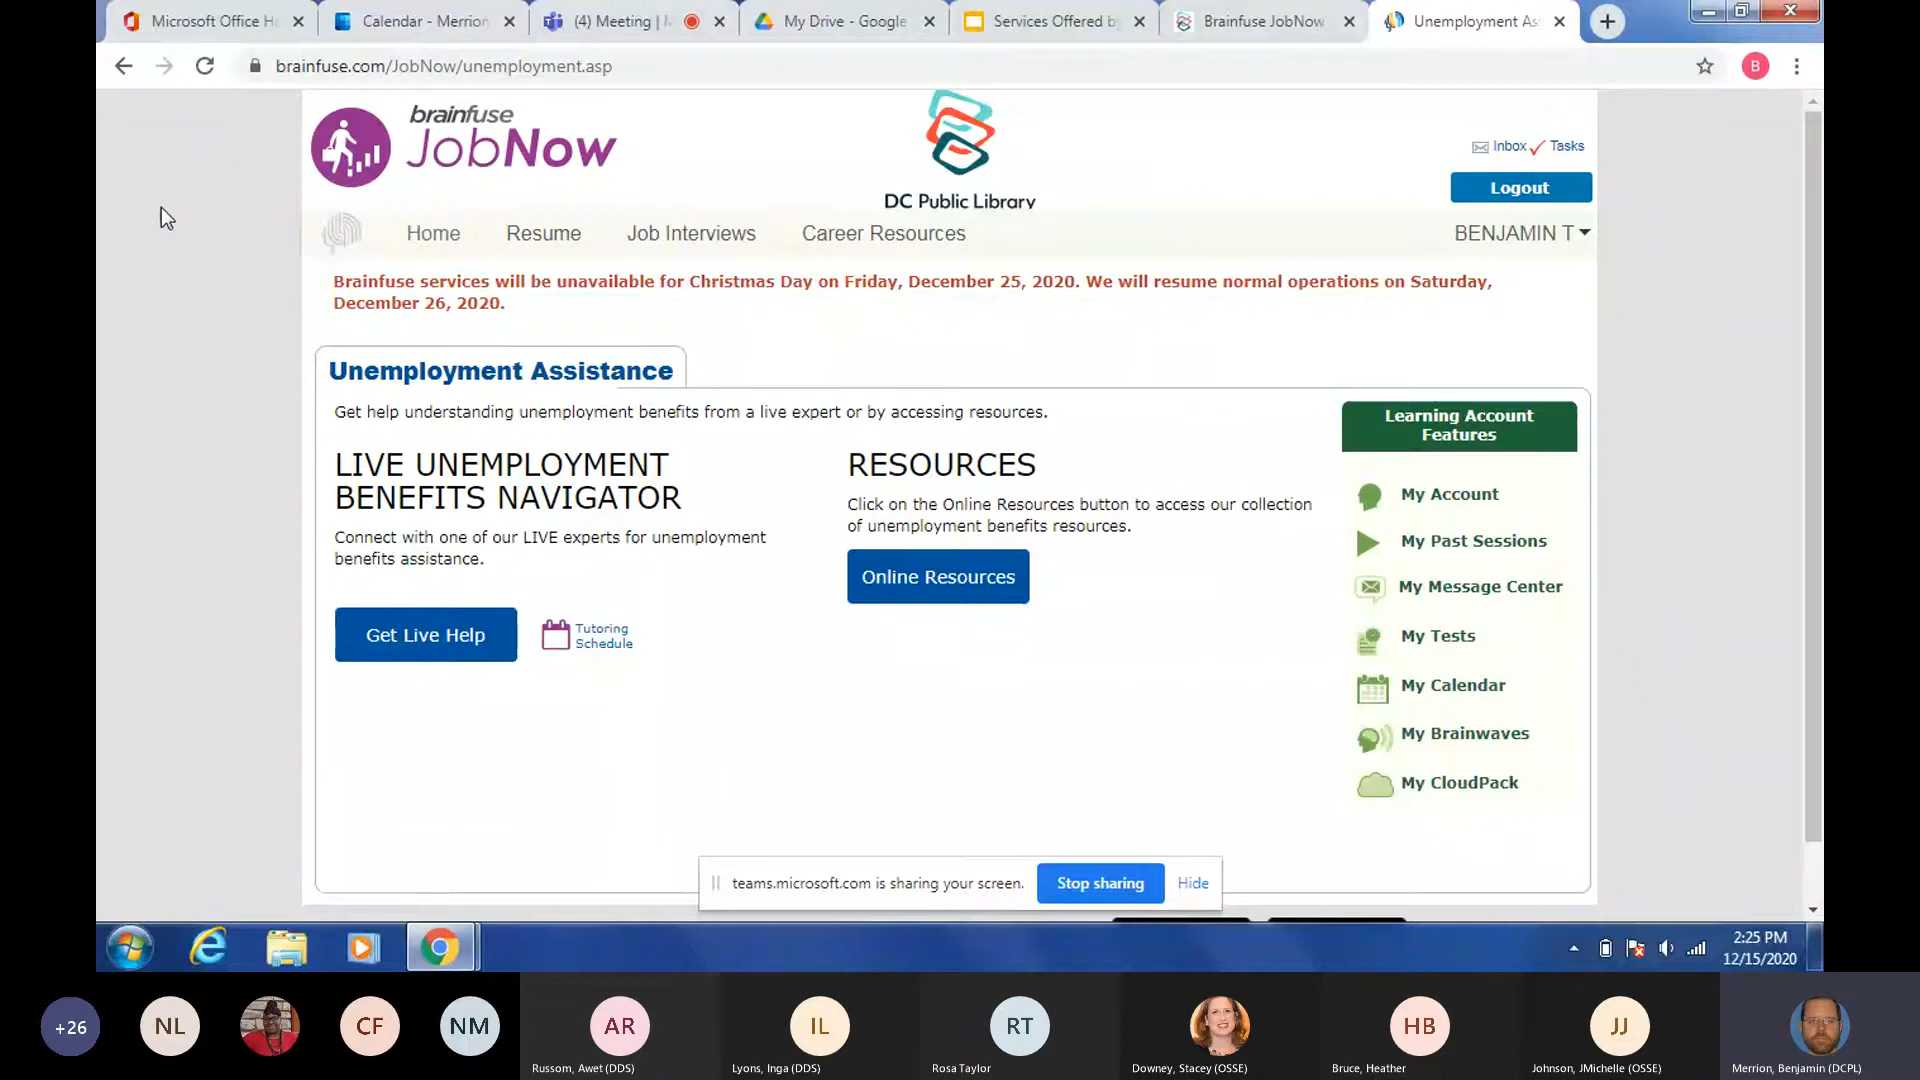 Microsoft Office H
Calendar - Merrion
(4) Meeting |
My Drive - Google
Services Offered b
Brainfuse JobNow
Unemployment As
brainfuse.com/JobNow/unemployment.asp
B
brainfuse
JobNow
DC Public Library
Inbox
Tasks
Logout
Home
Resume
Job Interviews
Career Resources
BENJAMIN T
Brainfuse services will be unavailable for Christmas Day on Friday, December 25, 2020. We will resume normal operations on Saturday,
December 26, 2020.
Unemployment Assistance
Get help understanding unemployment benefits from a live expert or by accessing resources.
LIVE UNEMPLOYMENT
BENEFITS NAVIGATOR
Connect with one of our LIVE experts for unemployment
benefits assistance.
Get Live Help
Tutoring
Schedule
RESOURCES
Click on the Online Resources button to access our collection
of unemployment benefits resources.
Online Resources
Learning Account
Features
My Account
My Past Sessions
My Message Center
My Tests
My Calendar
My Brainwaves
My CloudPack
teams.microsoft.com is sharing your screen.
Stop sharing
Hide
2:25 PM
12/15/2020
+26
NL
CF
NM
AR
IL
RT
HB
JJ
Russom, Awet (DDS)
Lyons, Inga (DDS)
Rosa Taylor
Downey, Stacey (OSSE)
Bruce, Heather
Johnson, JMichelle (OSSE)
Merrion, Benjamin (DCPL)